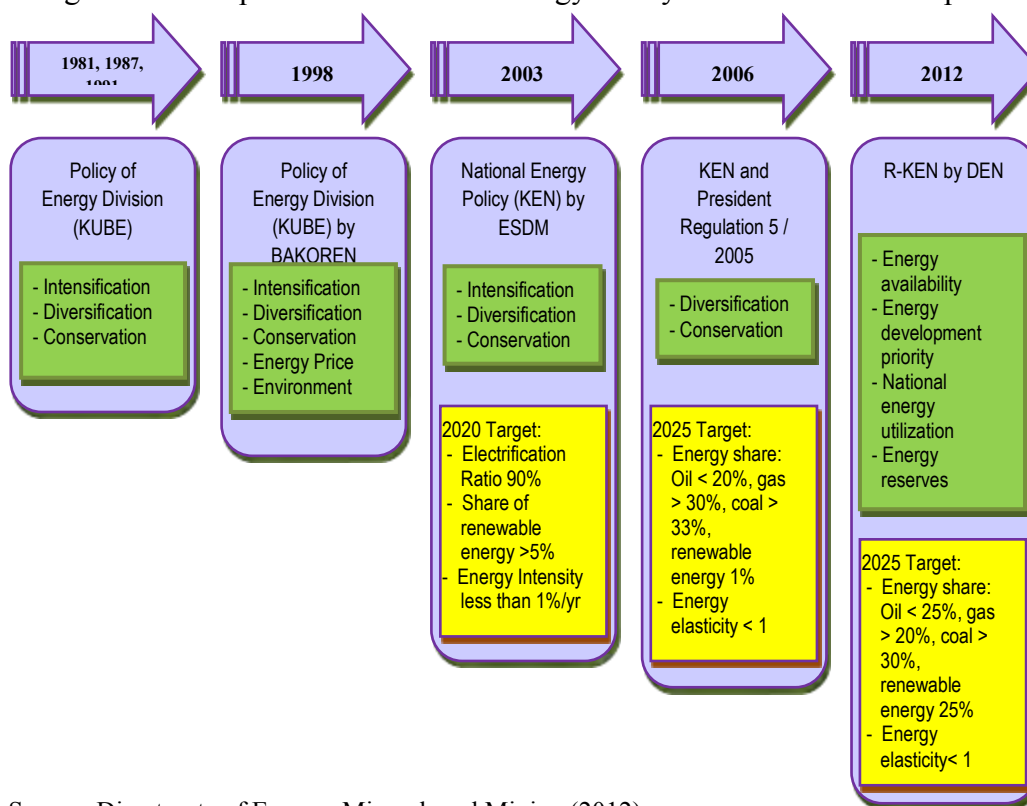 1981, 1987,
1991
1998
2003
2006
2012
Policy of
Energy Division
(KUBE)
- Intensification
- Diversification
- Conservation
Policy of
Energy Division
(KUBE) by
BAKOREN
- Intensification
- Diversification
- Conservation
- Energy Price
- Environment
National Energy
Policy (KEN) by
ESDM
- Intensification
- Diversification
- Conservation
2020 Target:
- Electrification
Ratio 90%
- Share of
renewable
energy >5%
- Energy Intensity
less than 1%/yr
KEN and
President
Regulation 5 /
2005
- Diversification
- Conservation
2025 Target:
- Energy share:
Oil < 20%, gas
> 30%, coal >
33%,
renewable
energy 1%
- Energy
elasticity < 1
R-KEN by DEN
- Energy
availability
- Energy
development
priority
- National
energy
utilization
- Energy
reserves
2025 Target:
- Energy share:
Oil < 25%, gas
> 20%, coal >
30%,
renewable
energy 25%
- Energy
elasticity< 1